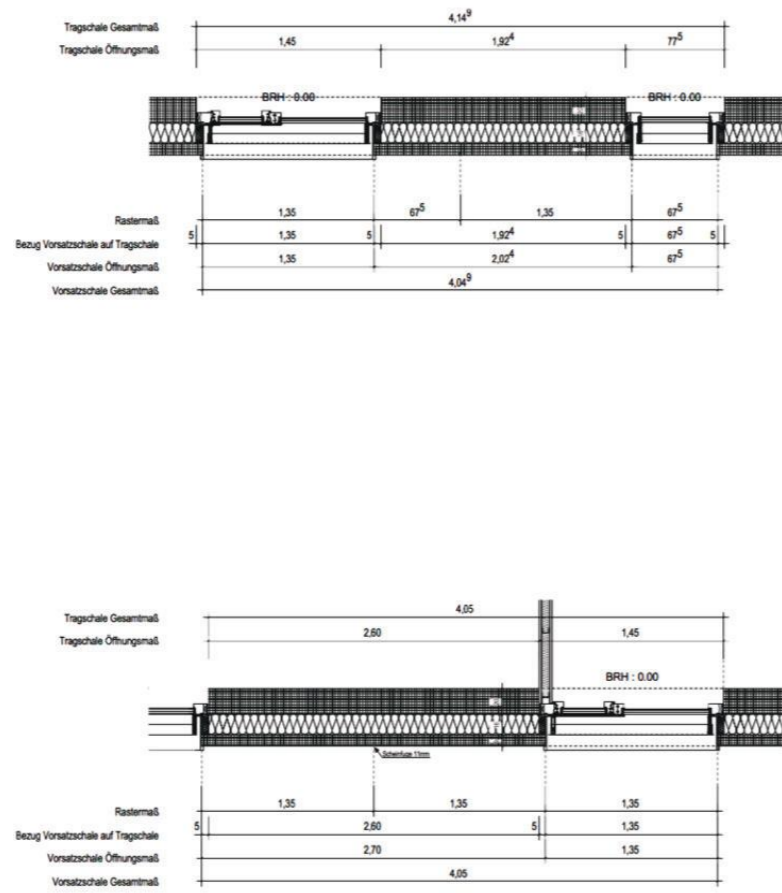 Tragschale Gesamtmaß 4,14⁹
Tragschale Öffnungsmaß 1,45 1,92⁴ 77⁵
BRH : 0.00 BRH : 0.00
Rastermaß 1,35 67⁵ 1,35 67⁵
Bezug Vorsatzschale auf Tragschale 5 1,35 5 1,92⁴ 5 67⁵ 5
Vorsatzschale Öffnungsmaß 1,35 2,02⁴ 67⁵
Vorsatzschale Gesamtmaß 4,04⁹
Tragschale Gesamtmaß 4,05
Tragschale Öffnungsmaß 2,60 1,45
BRH : 0.00
Scheinfuge 11mm
Rastermaß 1,35 1,35 1,35
Bezug Vorsatzschale auf Tragschale 5 2,60 5 1,35
Vorsatzschale Öffnungsmaß 2,70 1,35
Vorsatzschale Gesamtmaß 4,05